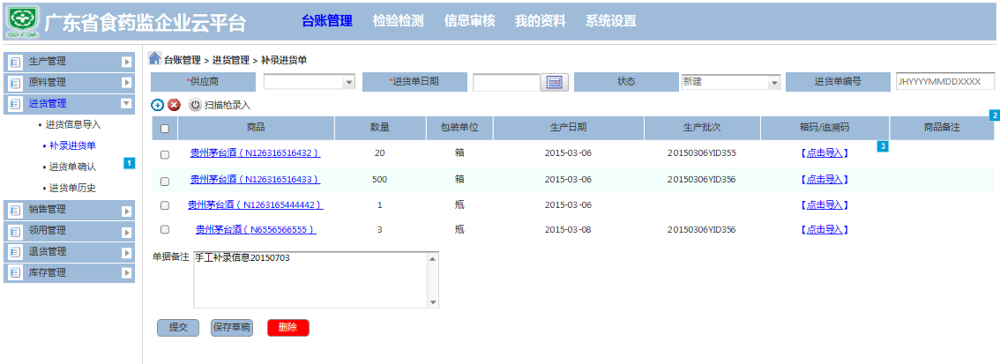 广东省食药监企业云平台
台账管理 检验检测 信息审核 我的资料 系统设置
生产管理
原料管理
进货管理
• 进货信息导入
• 补录进货单
• 进货单确认
• 进货单历史
1
销售管理
领用管理
退货管理
库存管理
台账管理 > 进货管理 > 补录进货单
*供应商 *进货单日期 状态 新建 进货单编号 JHYYYYMMDDXXXX
扫描枪录入
2
商品 数量 包装单位 生产日期 生产批次 箱码/追溯码 商品备注
3
贵州茅台酒（N126316516432） 20 箱 2015-03-06 20150306YID355 【点击导入】
贵州茅台酒（N126316516433） 500 箱 2015-03-06 20150306YID356 【点击导入】
贵州茅台酒（N1263165444442） 1 瓶 2015-03-06 【点击导入】
贵州茅台酒（N6556566555） 3 瓶 2015-03-08 20150306YID356 【点击导入】
单据备注 手工补录信息20150703
提交 保存草稿 删除